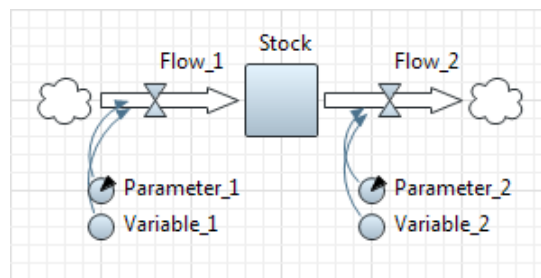 Stock
Flow_1
Flow_2
Parameter_1
Parameter_2
Variable_1
Variable_2